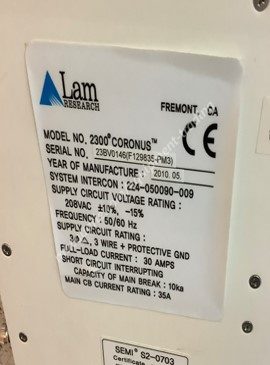 Lam
RESEARCH
FREMONT, CA
CE
MODEL NO. 2300® CORONUS™
SERIAL NO. 23BV0146(F129835-PM3)
YEAR OF MANUFACTURE: 2010.05.
SYSTEM INTERCON : 224-050090-009
SUPPLY CIRCUIT VOLTAGE RATING :
208VAC ±10%, -15%
FREQUENCY : 50/60 Hz
SUPPLY CIRCUIT RATING :
3Ø△, 3 WIRE + PROTECTIVE GND
FULL-LOAD CURRENT : 30 AMPS
SHORT CIRCUIT INTERRUPTING
CAPACITY OF MAIN BREAK : 10ka
MAIN CB CURRENT RATING : 35A
SEMI® S2-0703
Certificate